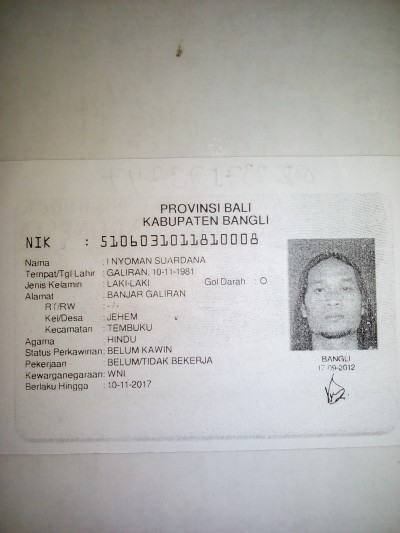 PROVINSI BALI
KABUPATEN BANGLI
NIK : 5106031011810008
Nama : I NYOMAN SUARDANA
Tempat/Tgl Lahir : GALIRAN, 10-11-1981
Jenis Kelamin : LAKI-LAKI Gol Darah : O
Alamat : BANJAR GALIRAN
RT/RW : -/-
Kel/Desa : JEHEM
Kecamatan : TEMBUKU
Agama : HINDU
Status Perkawinan : BELUM KAWIN
Pekerjaan : BELUM/TIDAK BEKERJA
Kewarganegaraan : WNI
Berlaku Hingga : 10-11-2017
BANGLI
17-09-2012